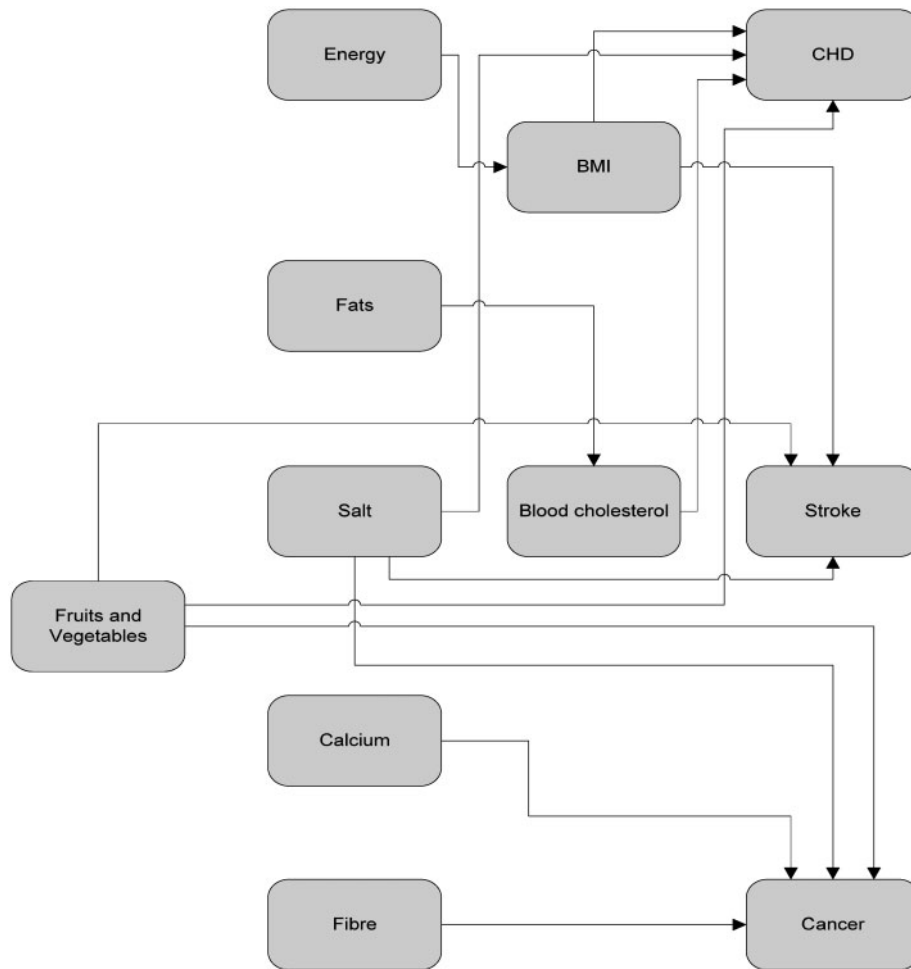 Energy
CHD
BMI
Fats
Salt
Blood cholesterol
Stroke
Fruits and
Vegetables
Calcium
Fibre
Cancer